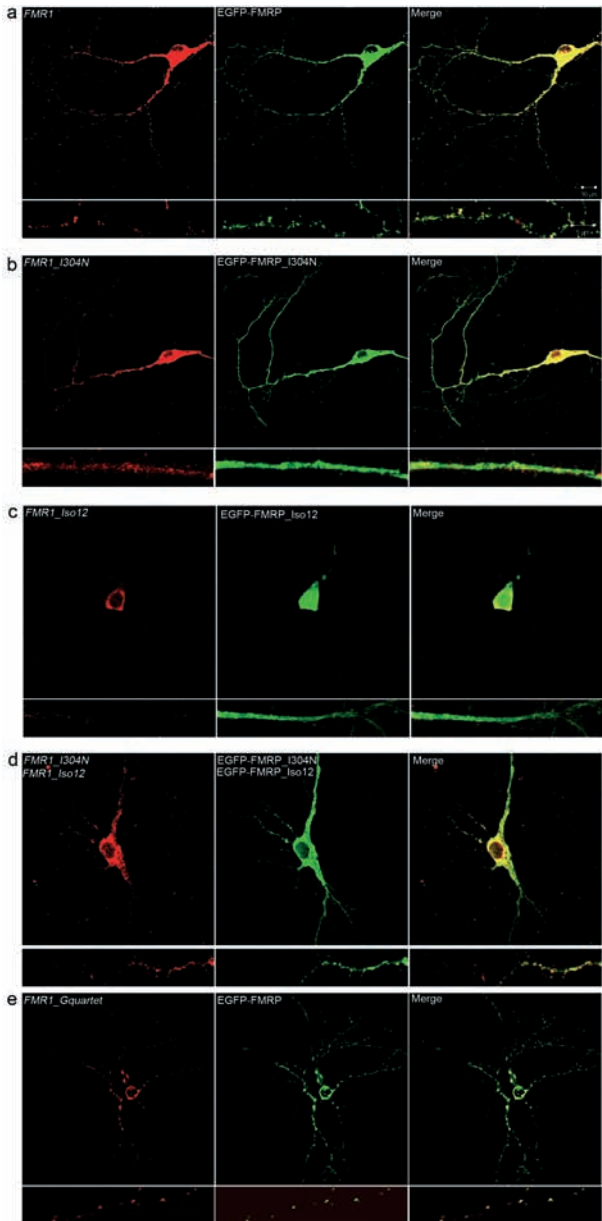 a
FMR1 EGFP-FMRP Merge
b
FMR1_I304N EGFP-FMRP_I304N Merge
c
FMR1_Iso12 EGFP-FMRP_Iso12 Merge
d
FMR1_I304N EGFP-FMRP_I304N Merge
FMR1_Iso12 EGFP-FMRP_Iso12
e
FMR1_Gquartet EGFP-FMRP Merge